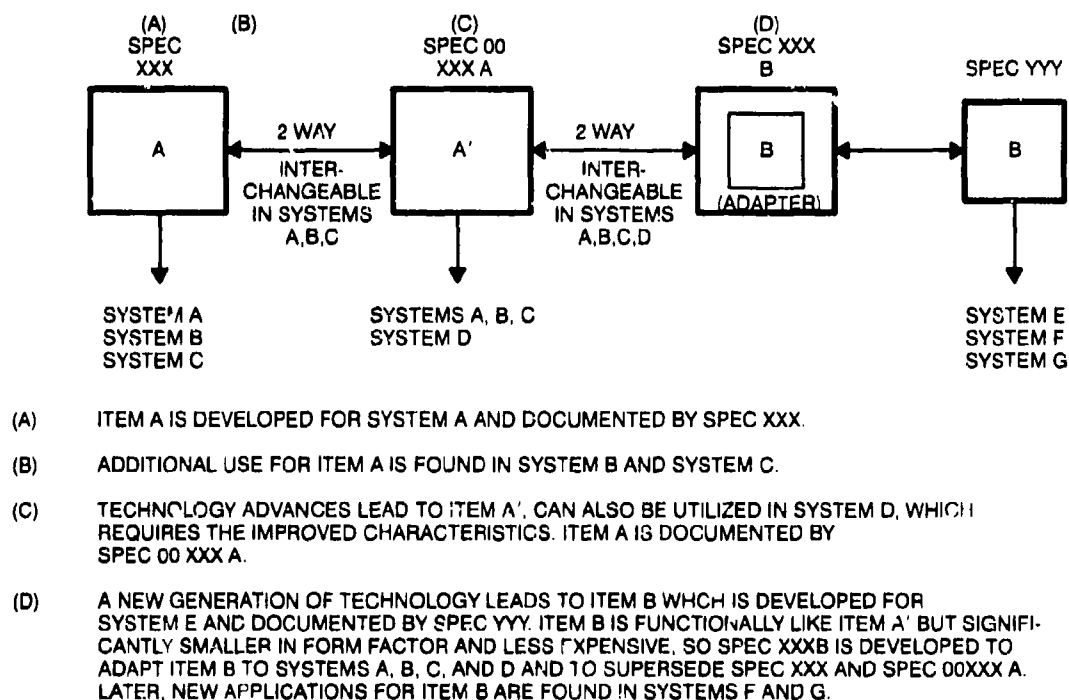 (A) (B) (C) (D)
SPEC SPEC 00 SPEC XXX
XXX XXX A B SPEC YYY
A 2 WAY A' 2 WAY B B
INTER- INTER-
CHANGEABLE CHANGEABLE (ADAPTER)
IN SYSTEMS IN SYSTEMS
A,B,C A,B,C,D
SYSTEM A SYSTEMS A, B, C SYSTEM E
SYSTEM B SYSTEM D SYSTEM F
SYSTEM C SYSTEM G
(A) ITEM A IS DEVELOPED FOR SYSTEM A AND DOCUMENTED BY SPEC XXX.
(B) ADDITIONAL USE FOR ITEM A IS FOUND IN SYSTEM B AND SYSTEM C.
(C) TECHNOLOGY ADVANCES LEAD TO ITEM A', CAN ALSO BE UTILIZED IN SYSTEM D, WHICH
REQUIRES THE IMPROVED CHARACTERISTICS. ITEM A IS DOCUMENTED BY
SPEC 00 XXX A.
(D) A NEW GENERATION OF TECHNOLOGY LEADS TO ITEM B WHCH IS DEVELOPED FOR
SYSTEM E AND DOCUMENTED BY SPEC YYY. ITEM B IS FUNCTIONALLY LIKE ITEM A' BUT SIGNIFI-
CANTLY SMALLER IN FORM FACTOR AND LESS EXPENSIVE, SO SPEC XXXB IS DEVELOPED TO
ADAPT ITEM B TO SYSTEMS A, B, C, AND D AND TO SUPERSEDE SPEC XXX AND SPEC 00XXX A.
LATER, NEW APPLICATIONS FOR ITEM B ARE FOUND IN SYSTEMS F AND G.